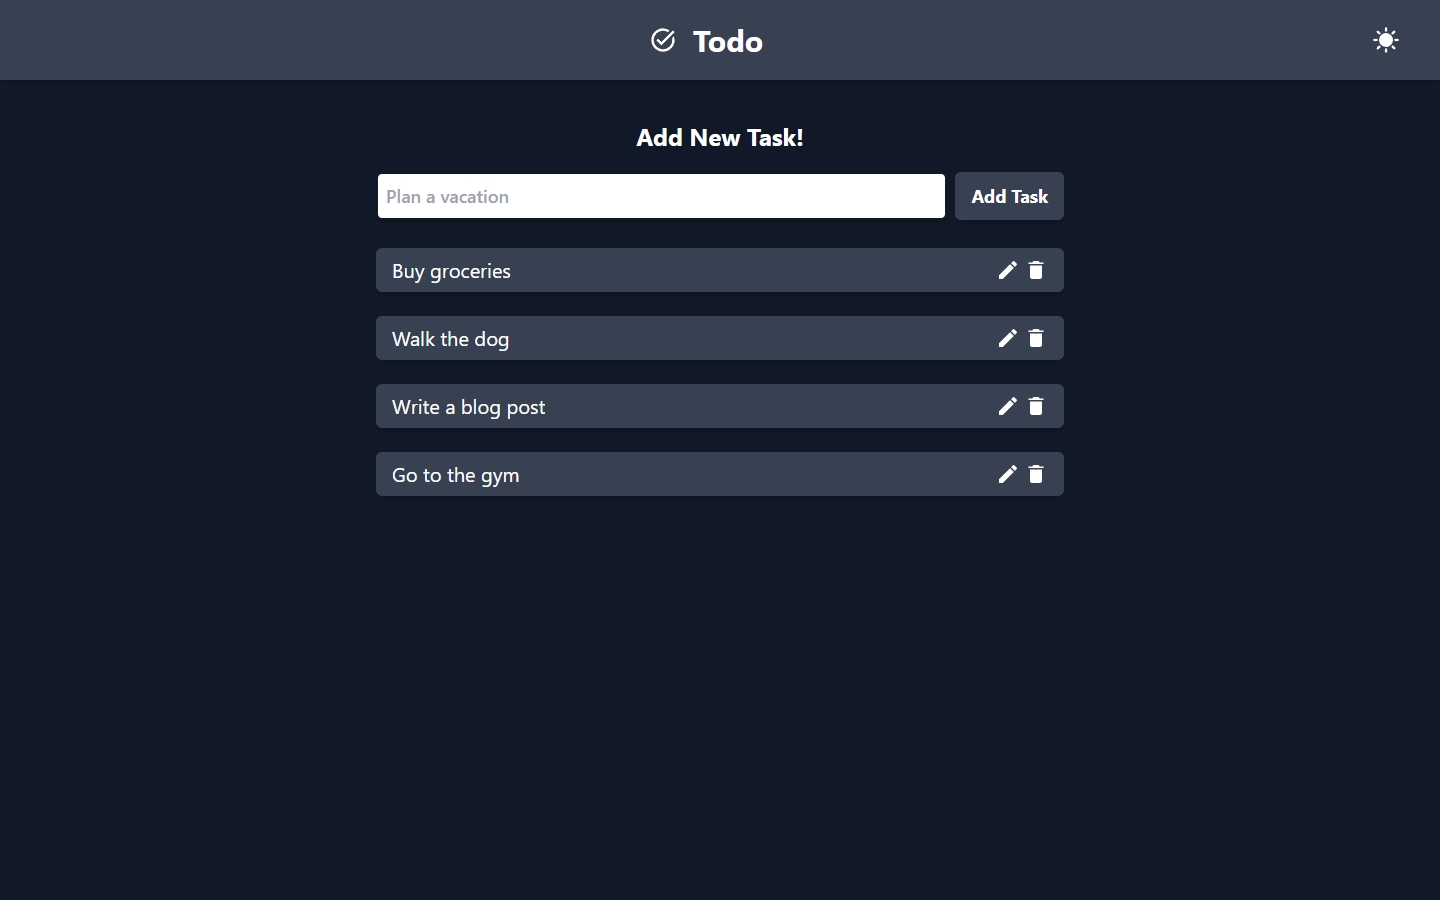 Todo
Add New Task!
Plan a vacation
Add Task
Buy groceries
Walk the dog
Write a blog post
Go to the gym